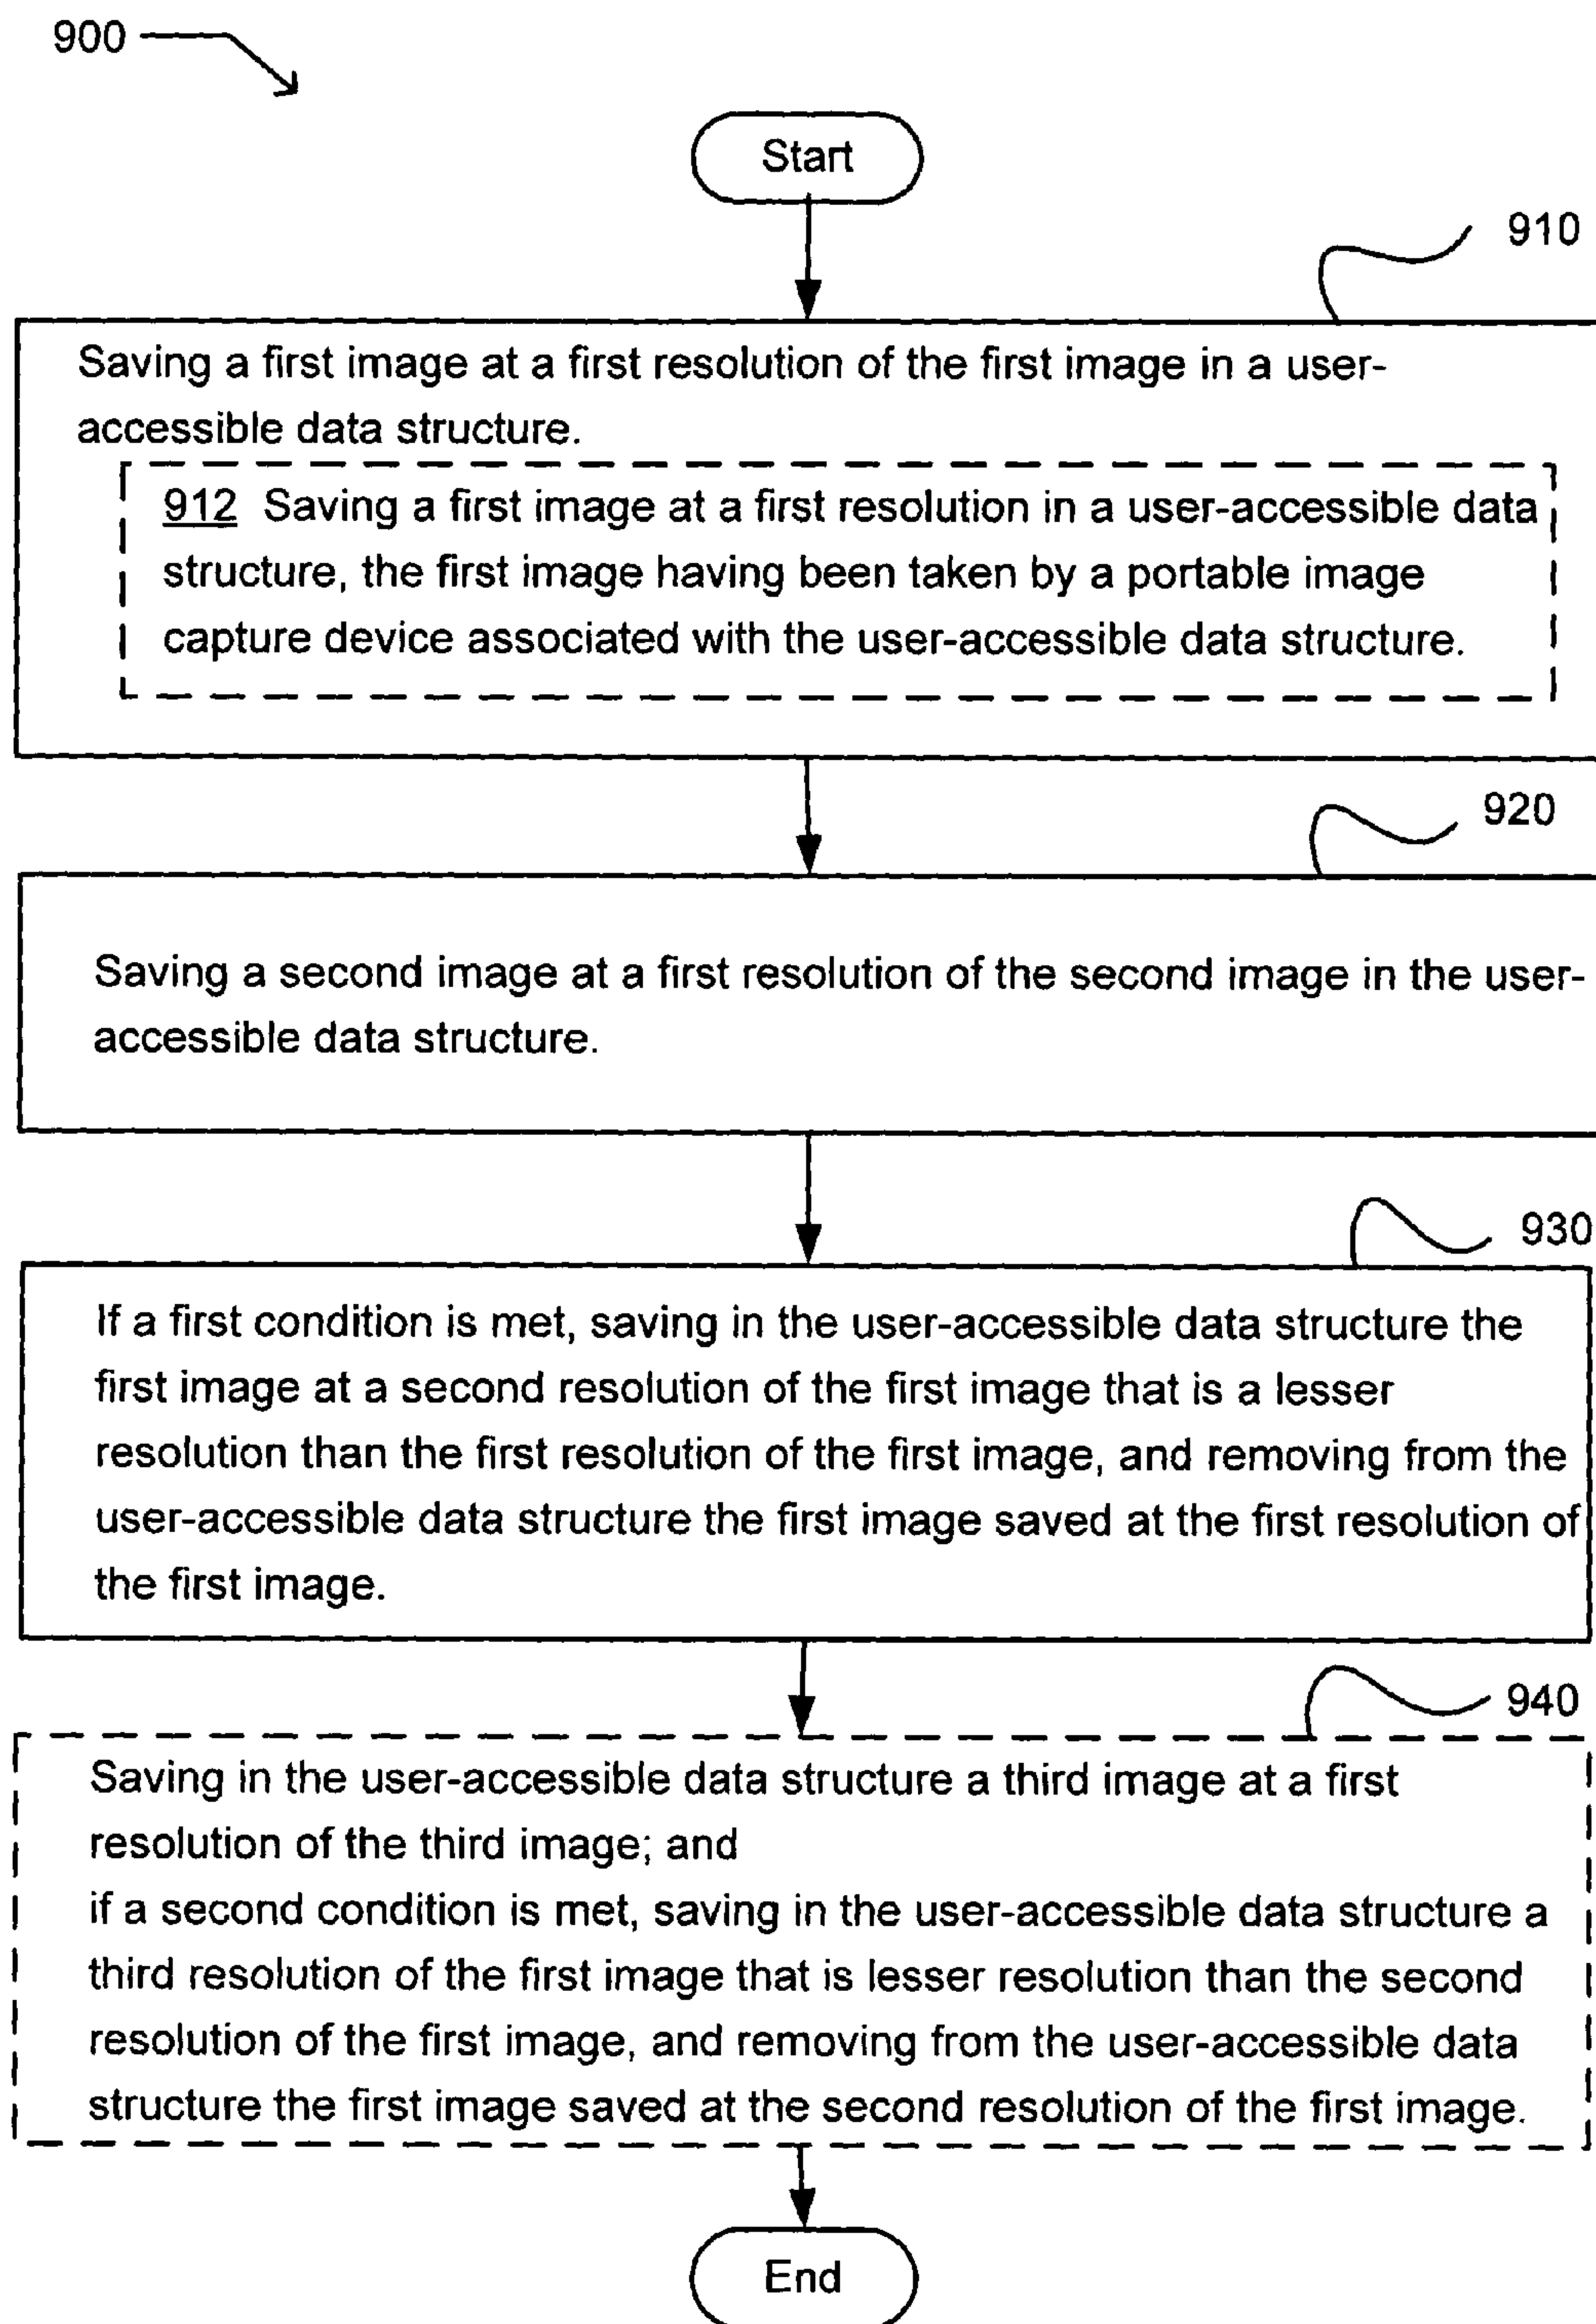 900
Start
910
Saving a first image at a first resolution of the first image in a user-
accessible data structure.
912 Saving a first image at a first resolution in a user-accessible data
structure, the first image having been taken by a portable image
capture device associated with the user-accessible data structure.
920
Saving a second image at a first resolution of the second image in the user-
accessible data structure.
930
If a first condition is met, saving in the user-accessible data structure the
first image at a second resolution of the first image that is a lesser
resolution than the first resolution of the first image, and removing from the
user-accessible data structure the first image saved at the first resolution of
the first image.
940
Saving in the user-accessible data structure a third image at a first
resolution of the third image; and
if a second condition is met, saving in the user-accessible data structure a
third resolution of the first image that is lesser resolution than the second
resolution of the first image, and removing from the user-accessible data
structure the first image saved at the second resolution of the first image.
End